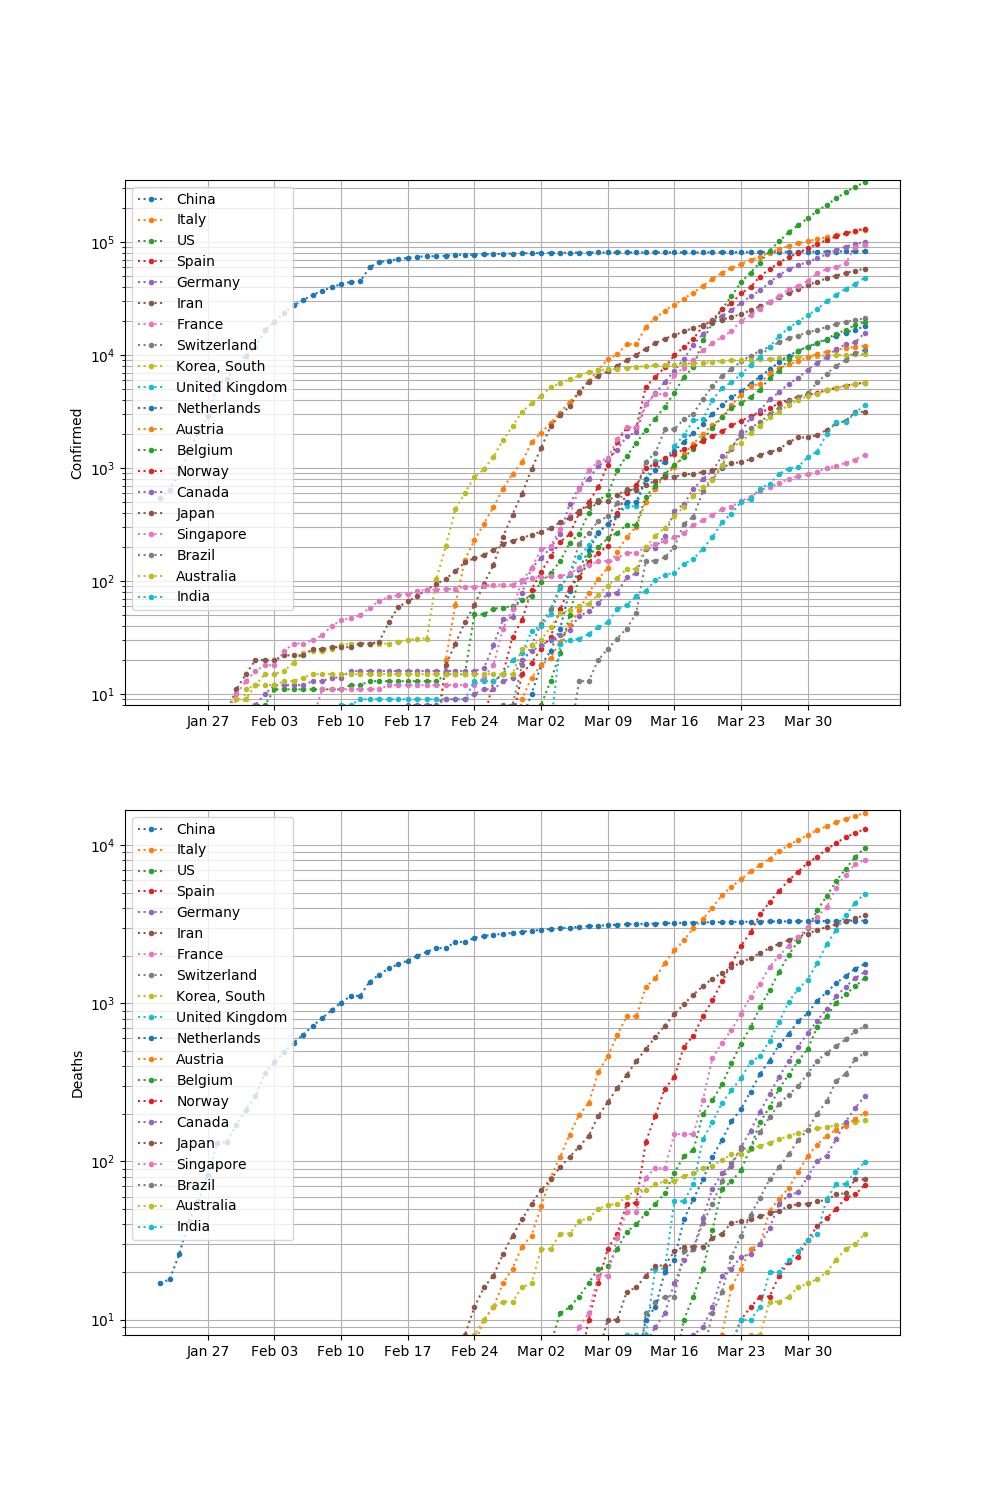 Confirmed
10^5
10^4
10^3
10^2
10^1
China
Italy
US
Spain
Germany
Iran
France
Switzerland
Korea, South
United Kingdom
Netherlands
Austria
Belgium
Norway
Canada
Japan
Singapore
Brazil
Australia
India
Jan 27 Feb 03 Feb 10 Feb 17 Feb 24 Mar 02 Mar 09 Mar 16 Mar 23 Mar 30
Deaths
10^4
10^3
10^2
10^1
China
Italy
US
Spain
Germany
Iran
France
Switzerland
Korea, South
United Kingdom
Netherlands
Austria
Belgium
Norway
Canada
Japan
Singapore
Brazil
Australia
India
Jan 27 Feb 03 Feb 10 Feb 17 Feb 24 Mar 02 Mar 09 Mar 16 Mar 23 Mar 30